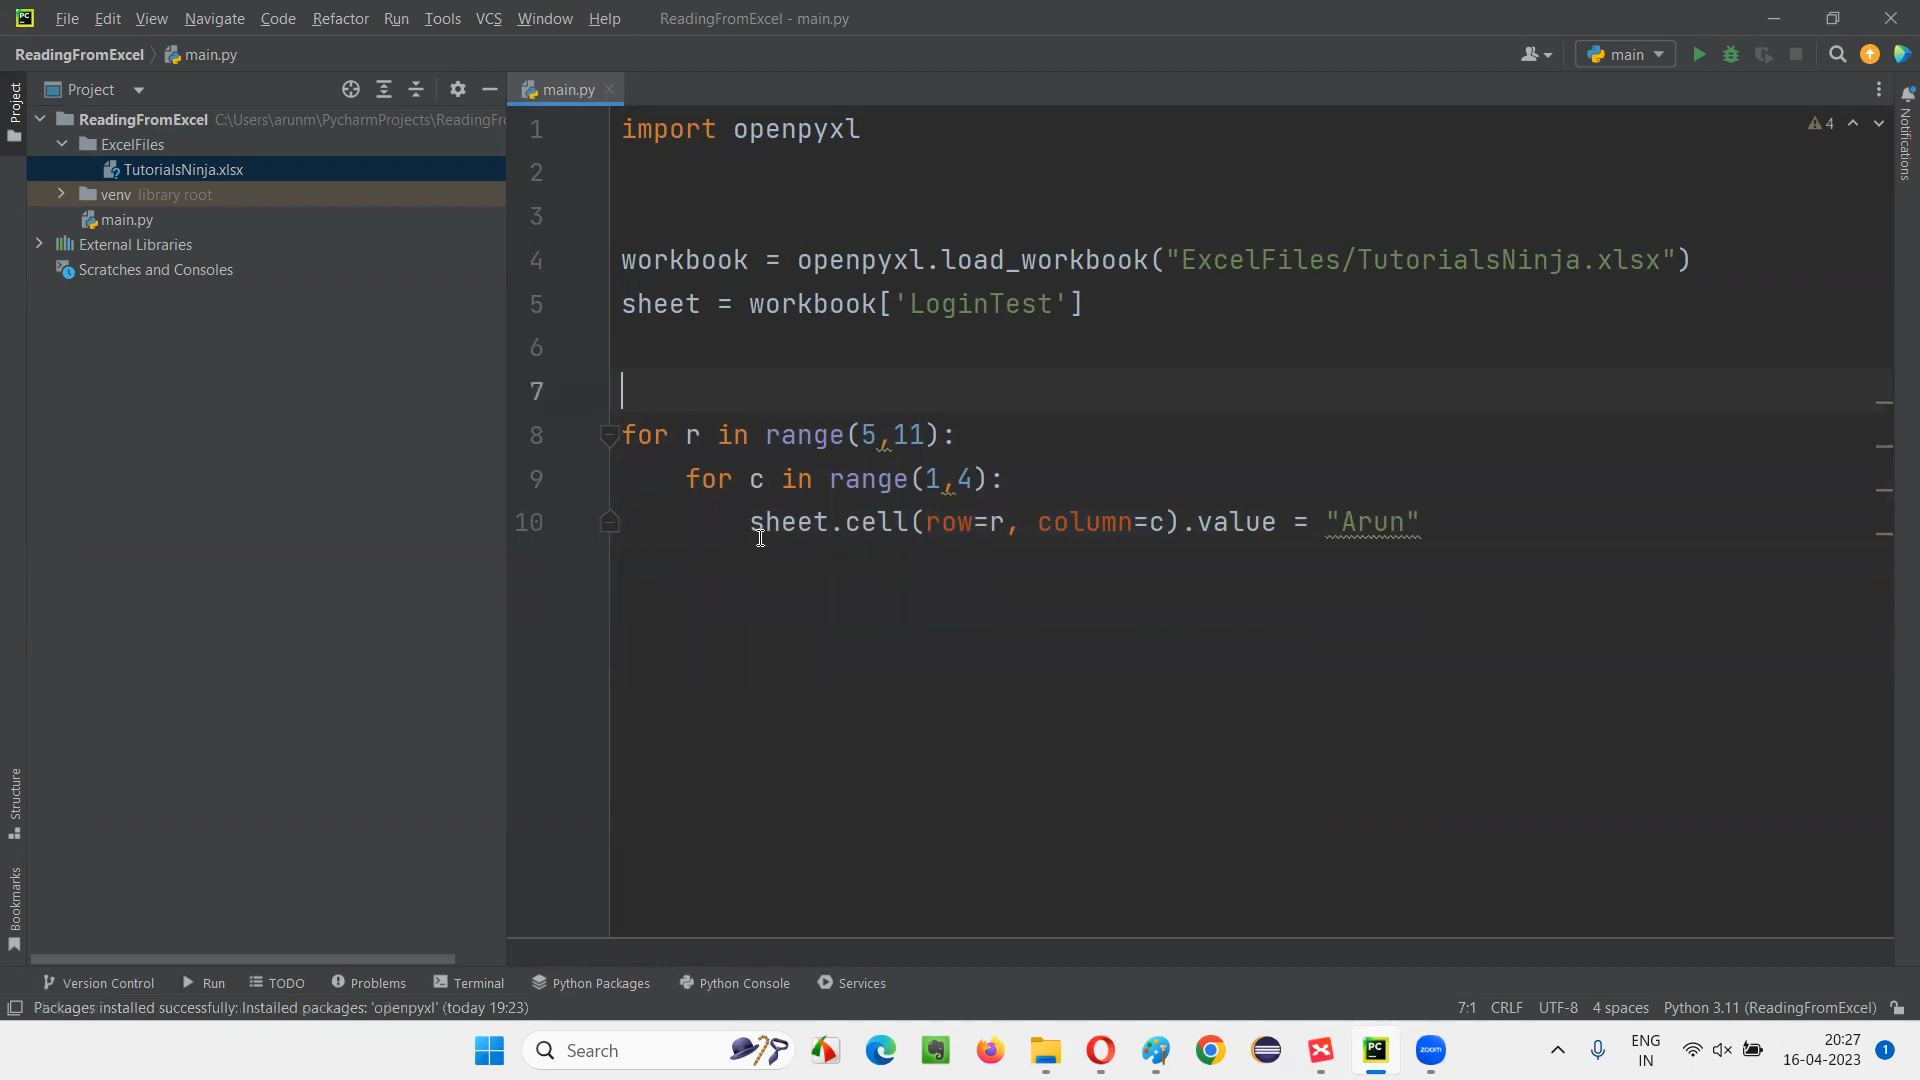 PC
File Edit View Navigate Code Refactor Run Tools VCS Window Help ReadingFromExcel - main.py
ReadingFromExcel main.py main
Project main.py
Project
ReadingFromExcel C:\Users\arunm\PycharmProjects\ReadingFr
ExcelFiles
TutorialsNinja.xlsx
venv library root
main.py
External Libraries
Scratches and Consoles
Structure
Bookmarks
Notifications
4
1 import openpyxl
2
3
4 workbook = openpyxl.load_workbook("ExcelFiles/TutorialsNinja.xlsx")
5 sheet = workbook['LoginTest']
6
7
8 for r in range(5,11):
9 for c in range(1,4):
10 sheet.cell(row=r, column=c).value = "Arun"
Version Control Run TODO Problems Terminal Python Packages Python Console Services
Packages installed successfully: Installed packages: 'openpyxl' (today 19:23) 7:1 CRLF UTF-8 4 spaces Python 3.11 (ReadingFromExcel)
Search PC zoom ENG 20:27
IN 16-04-2023 1